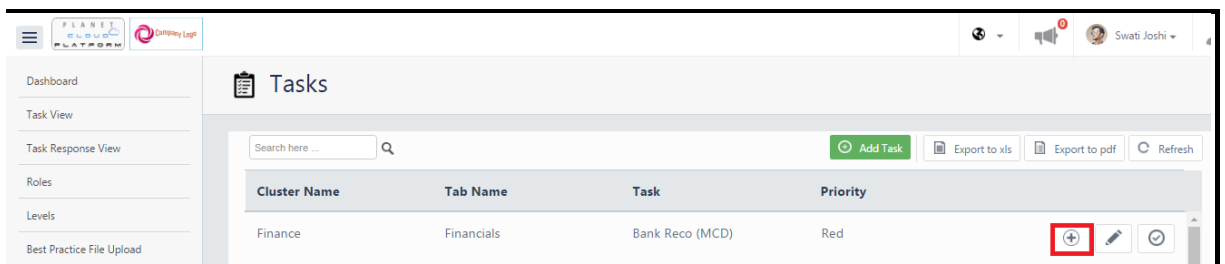 PLANET
CLOUD
PLATFORM
Company Logo
0
Swati Joshi
Dashboard
Task View
Task Response View
Roles
Levels
Best Practice File Upload
Tasks
Search here ...
Add Task
Export to xls
Export to pdf
Refresh
Cluster Name Tab Name Task Priority
Finance Financials Bank Reco (MCD) Red